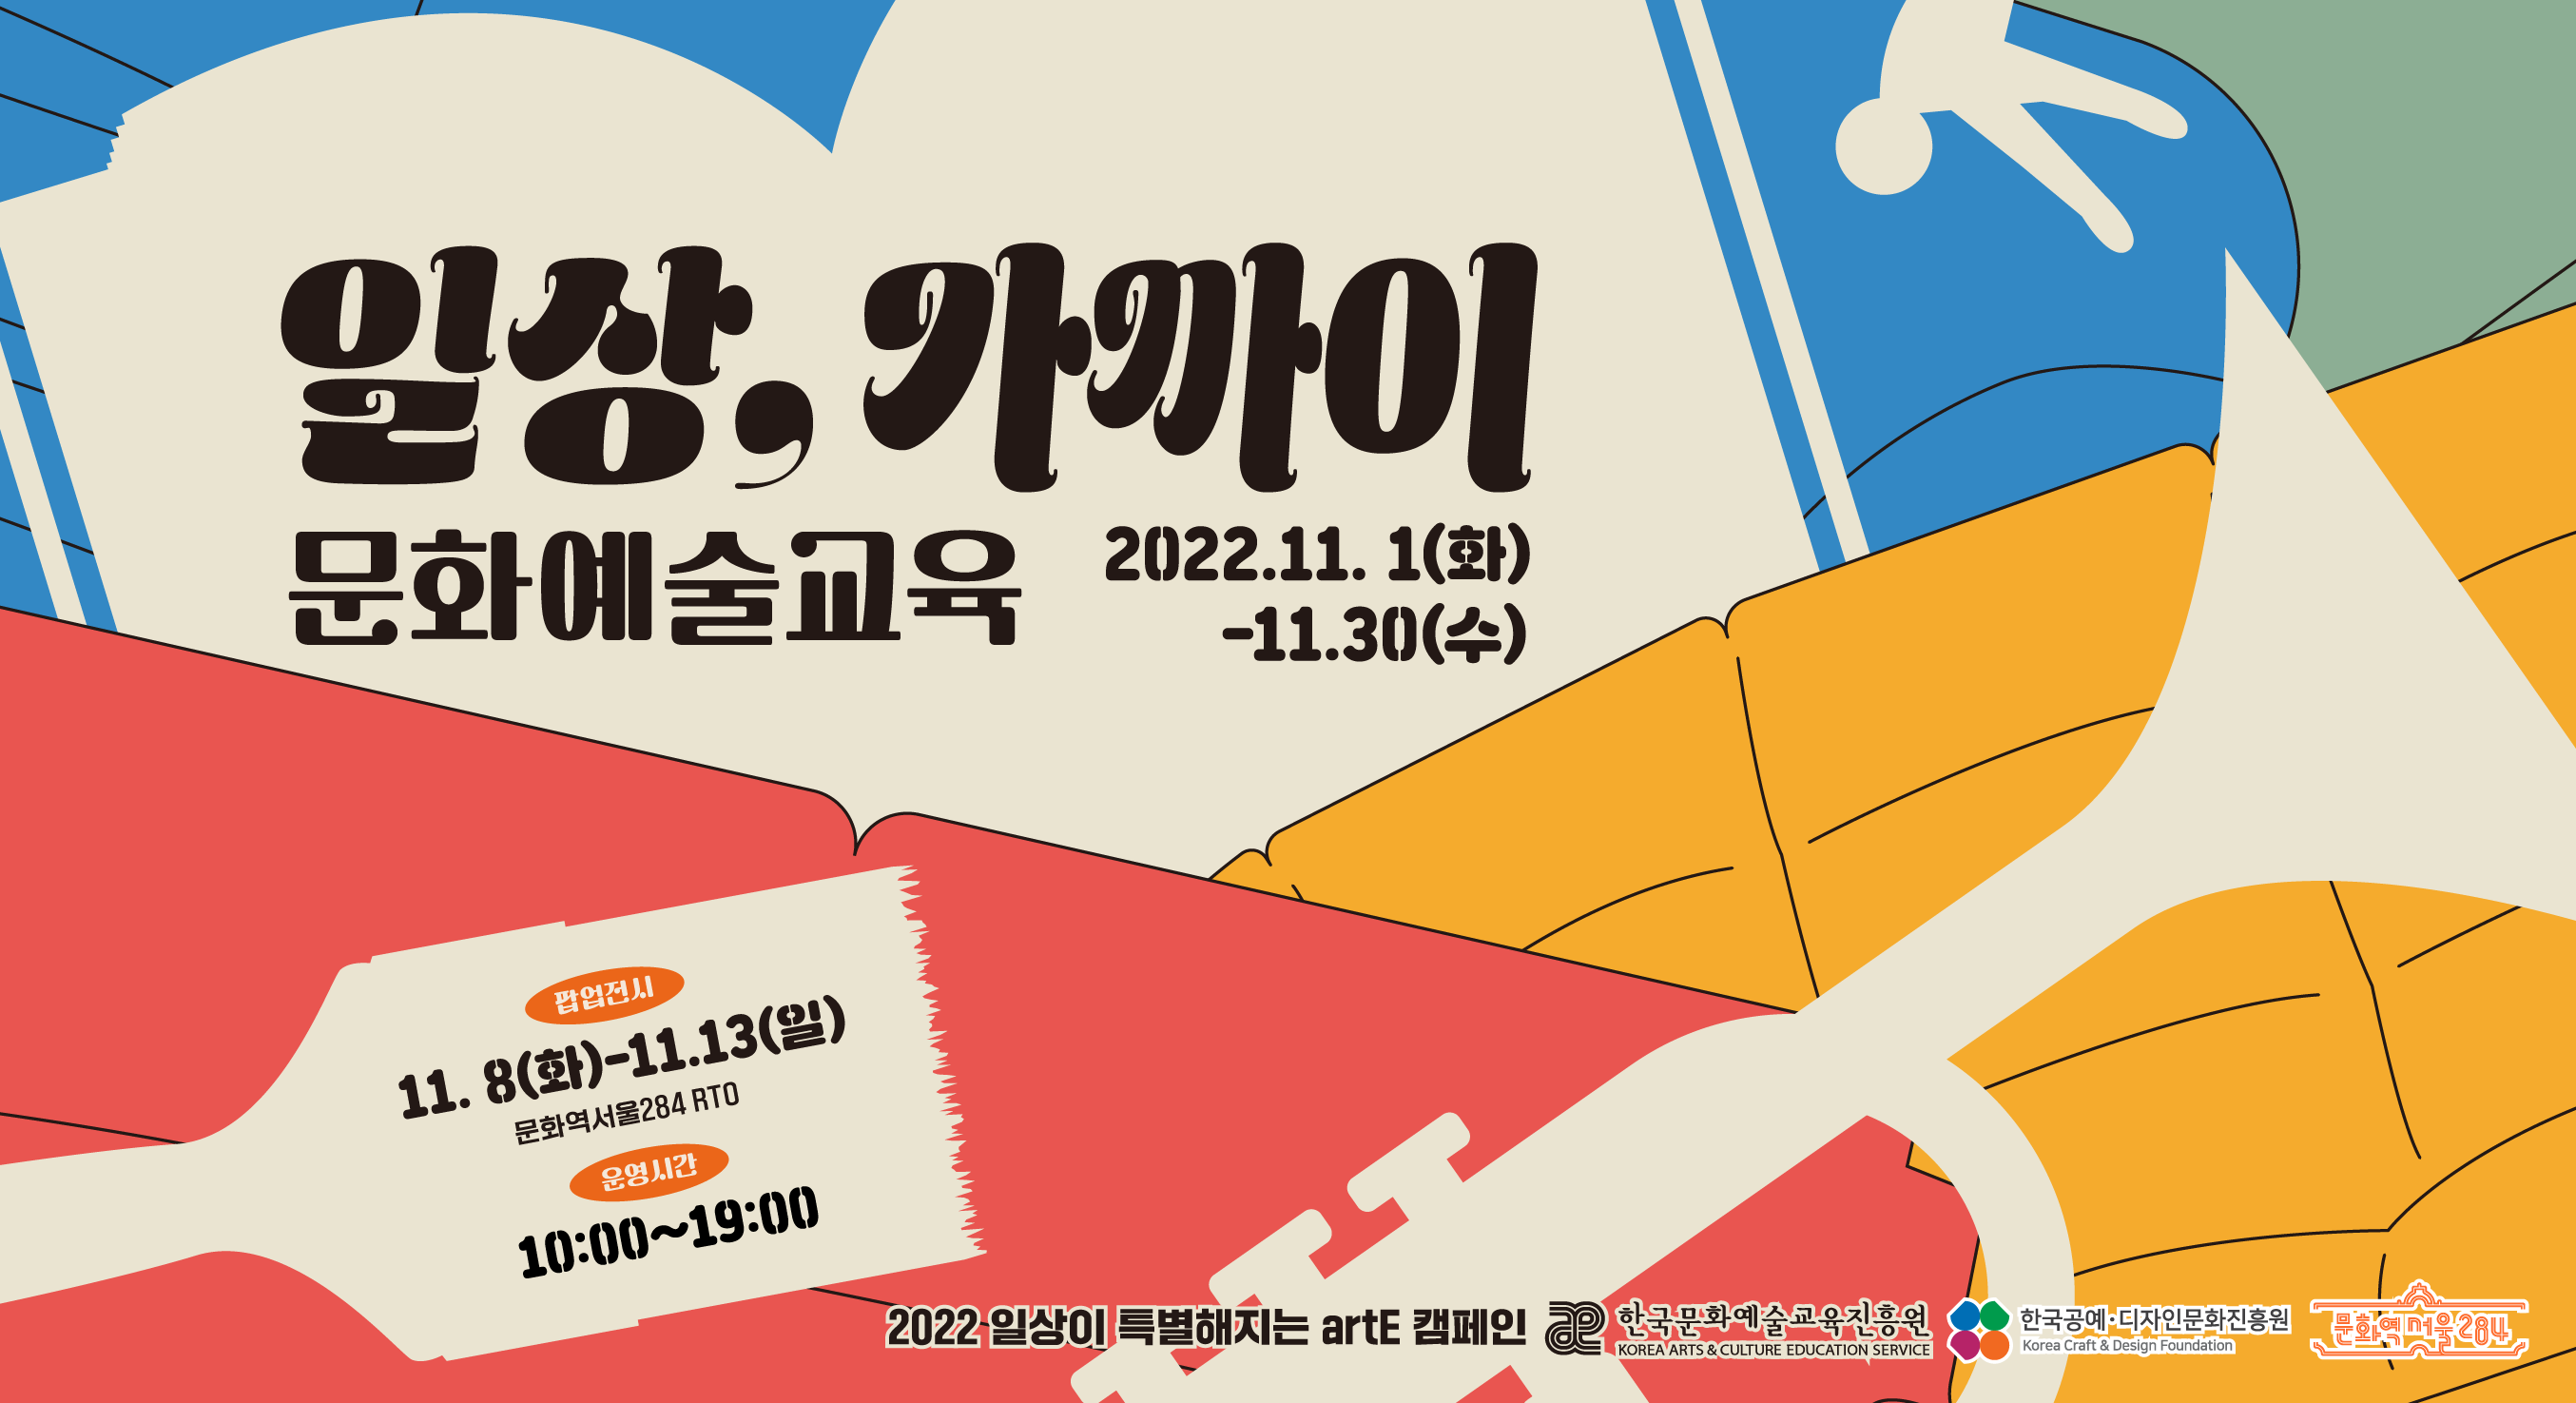 일상, 가까이
문화예술교육
2022.11. 1(화)
-11.30(수)
팝업전시
11. 8(화)-11.13(일)
문화역서울284 RTO
운영시간
10:00~19:00
2022 일상이 특별해지는 artE 캠페인
한국문화예술교육진흥원
KOREA ARTS & CULTURE EDUCATION SERVICE
한국공예·디자인문화진흥원
Korea Craft & Design Foundation
문화역서울284